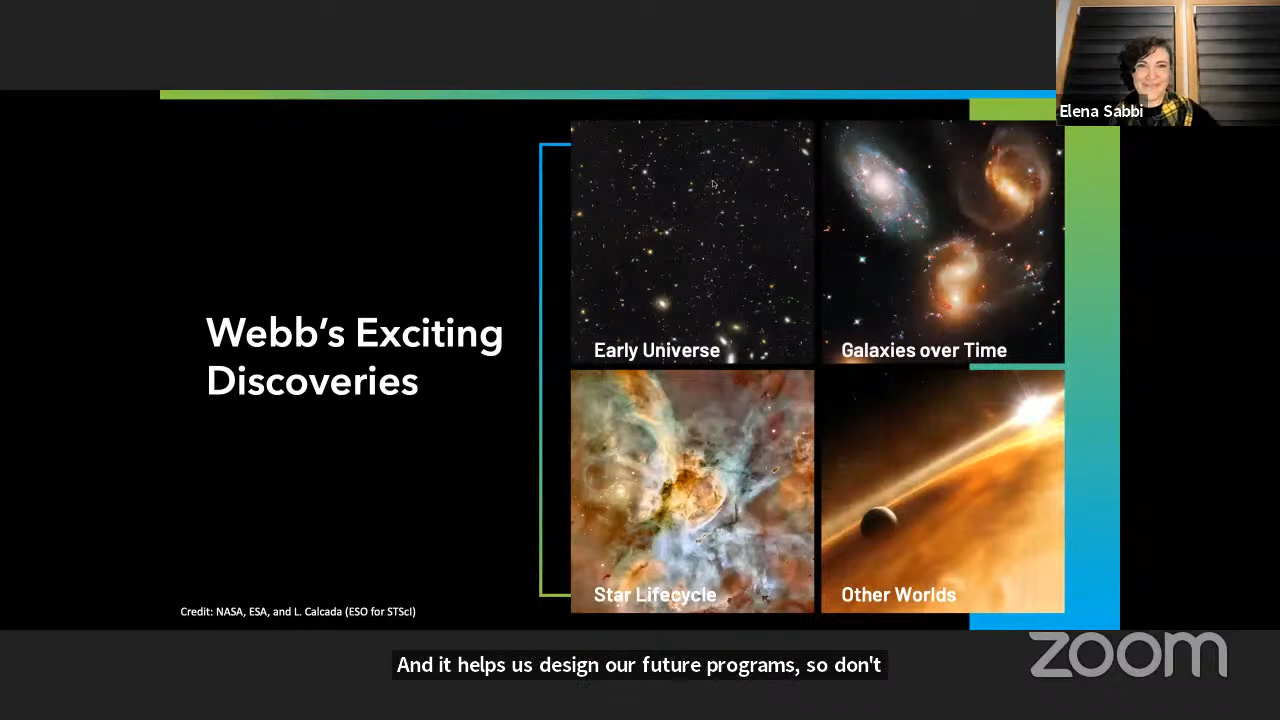 Elena Sabbi
Webb's Exciting
Discoveries
Early Universe
Galaxies over Time
Star Lifecycle
Other Worlds
Credit: NASA, ESA, and L. Calcada (ESO for STScI)
And it helps us design our future programs, so don't
zoom